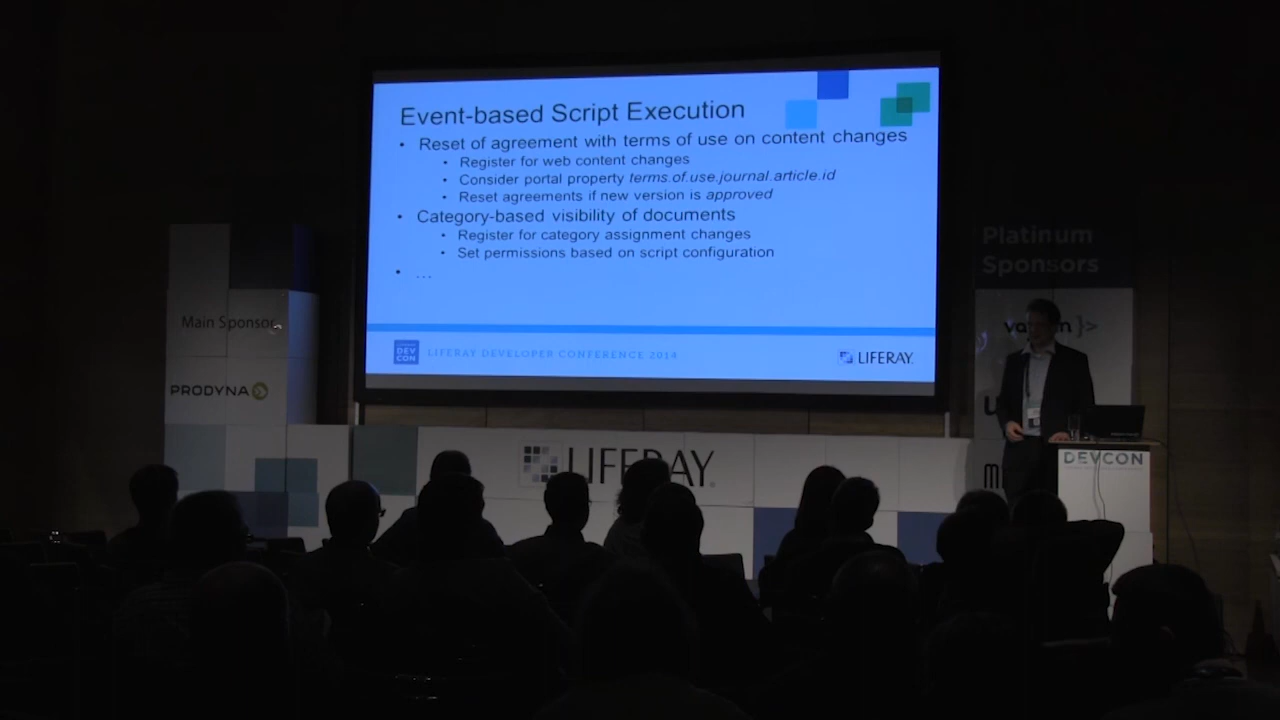 Event-based Script Execution
• Reset of agreement with terms of use on content changes
• Register for web content changes
• Consider portal property terms.of.use.journal.article.id
• Reset agreements if new version is approved
• Category-based visibility of documents
• Register for category assignment changes
• Set permissions based on script configuration
• ...
DEV CON
LIFERAY DEVELOPER CONFERENCE 2014
LIFERAY.
Platinum
Sponsors
Main Sponsor
PRODYNA
LIFERAY
DEVCON